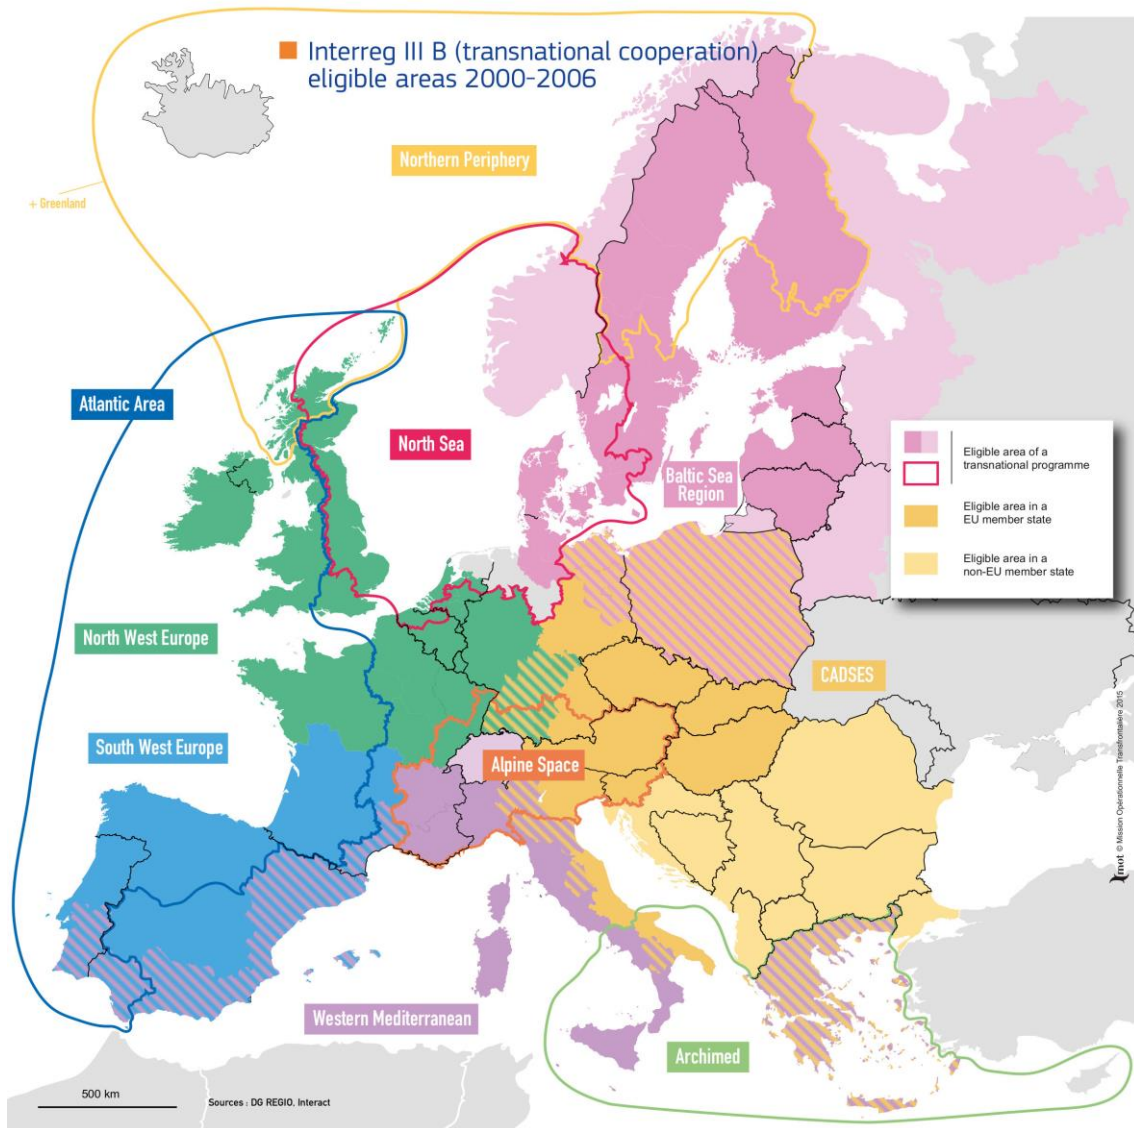 Interreg III B (transnational cooperation)
eligible areas 2000-2006
Northern Periphery
+ Greenland
Atlantic Area
North Sea
Baltic Sea
Region
Eligible area of a
transnational programme
Eligible area in a
EU member state
Eligible area in a
non-EU member state
North West Europe
CADSES
South West Europe
Alpine Space
Western Mediterranean
Archimed
500 km
Sources : DG REGIO, Interact
mot © Mission Opérationnelle Transfrontalière 2015